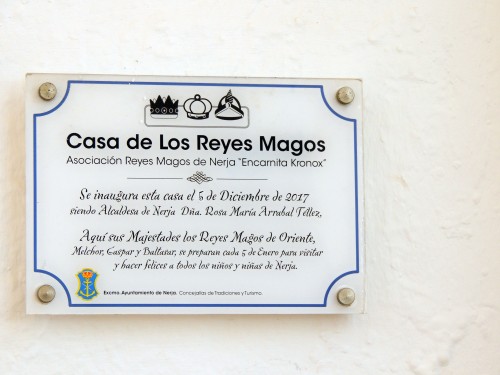 Casa de Los Reyes Magos
Asociación Reyes Magos de Nerja "Encarnita Kronox"
Se inaugura esta casa el 5 de Diciembre de 2017
siendo Alcaldesa de Nerja Dña. Rosa María Arrabal Téllez,
Aquí sus Majestades los Reyes Magos de Oriente,
Melchor, Gaspar y Baltasar, se preparan cada 5 de Enero para visitar
y hacer felices a todos los niños y niñas de Nerja.
Excmo. Ayuntamiento de Nerja. Concejalías de Tradiciones y Turismo